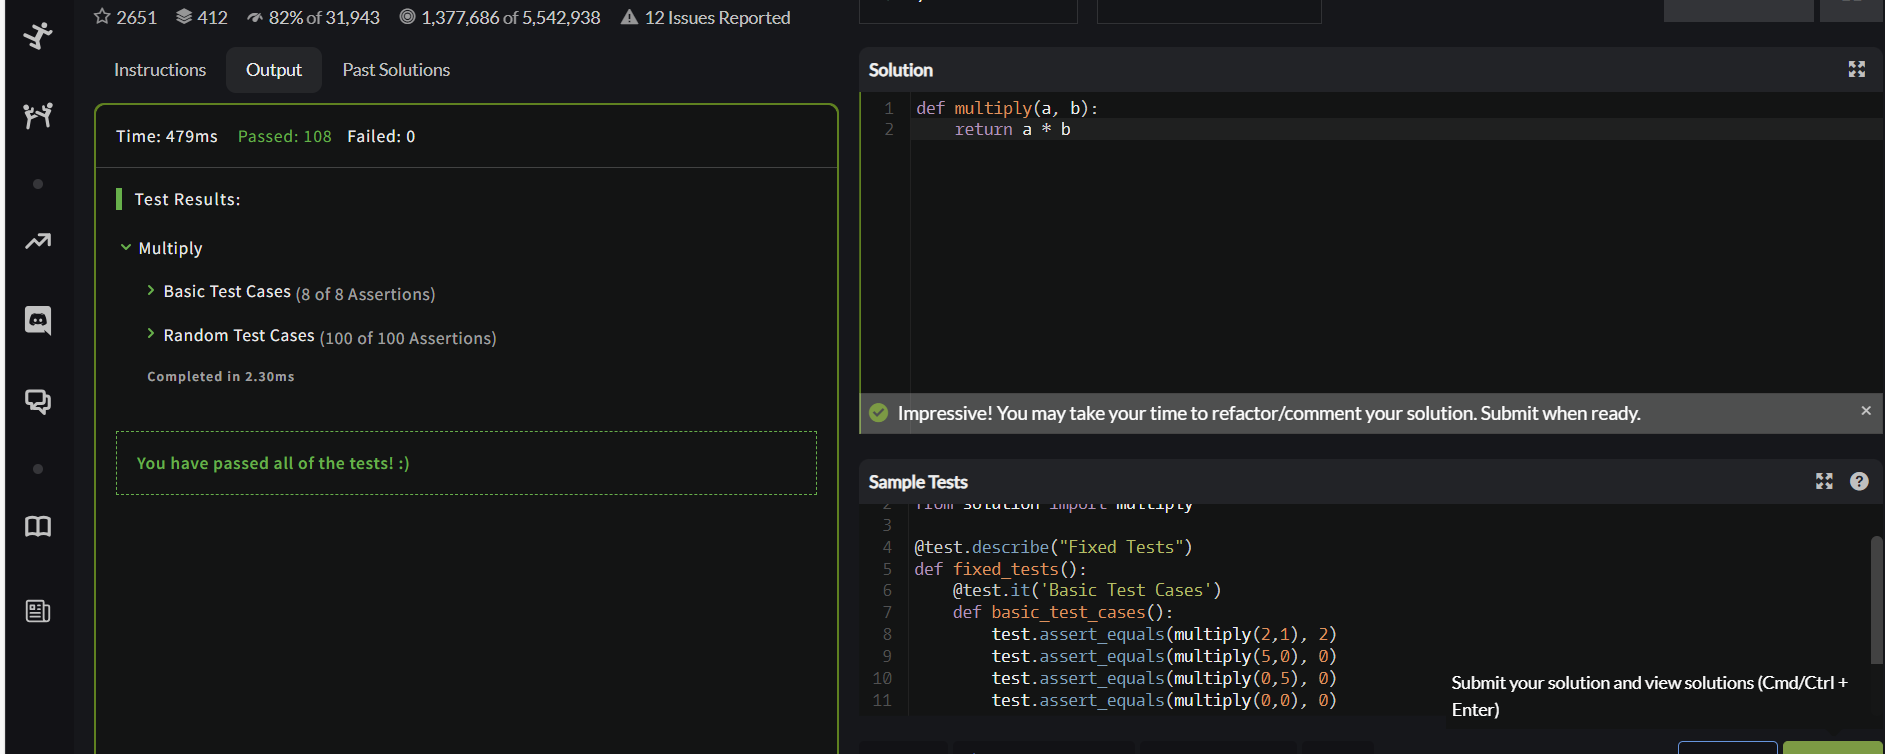 2651 412 82% of 31,943 1,377,686 of 5,542,938 12 Issues Reported
Instructions Output Past Solutions
Time: 479ms Passed: 108 Failed: 0
Test Results:
Multiply
Basic Test Cases (8 of 8 Assertions)
Random Test Cases (100 of 100 Assertions)
Completed in 2.30ms
You have passed all of the tests! :)
Solution
1 def multiply(a, b):
2     return a * b
Impressive! You may take your time to refactor/comment your solution. Submit when ready.
Sample Tests
2 from solution import multiply
3
4 @test.describe("Fixed Tests")
5 def fixed_tests():
6     @test.it('Basic Test Cases')
7     def basic_test_cases():
8         test.assert_equals(multiply(2,1), 2)
9         test.assert_equals(multiply(5,0), 0)
10         test.assert_equals(multiply(0,5), 0)
11         test.assert_equals(multiply(0,0), 0)
Submit your solution and view solutions (Cmd/Ctrl +
Enter)